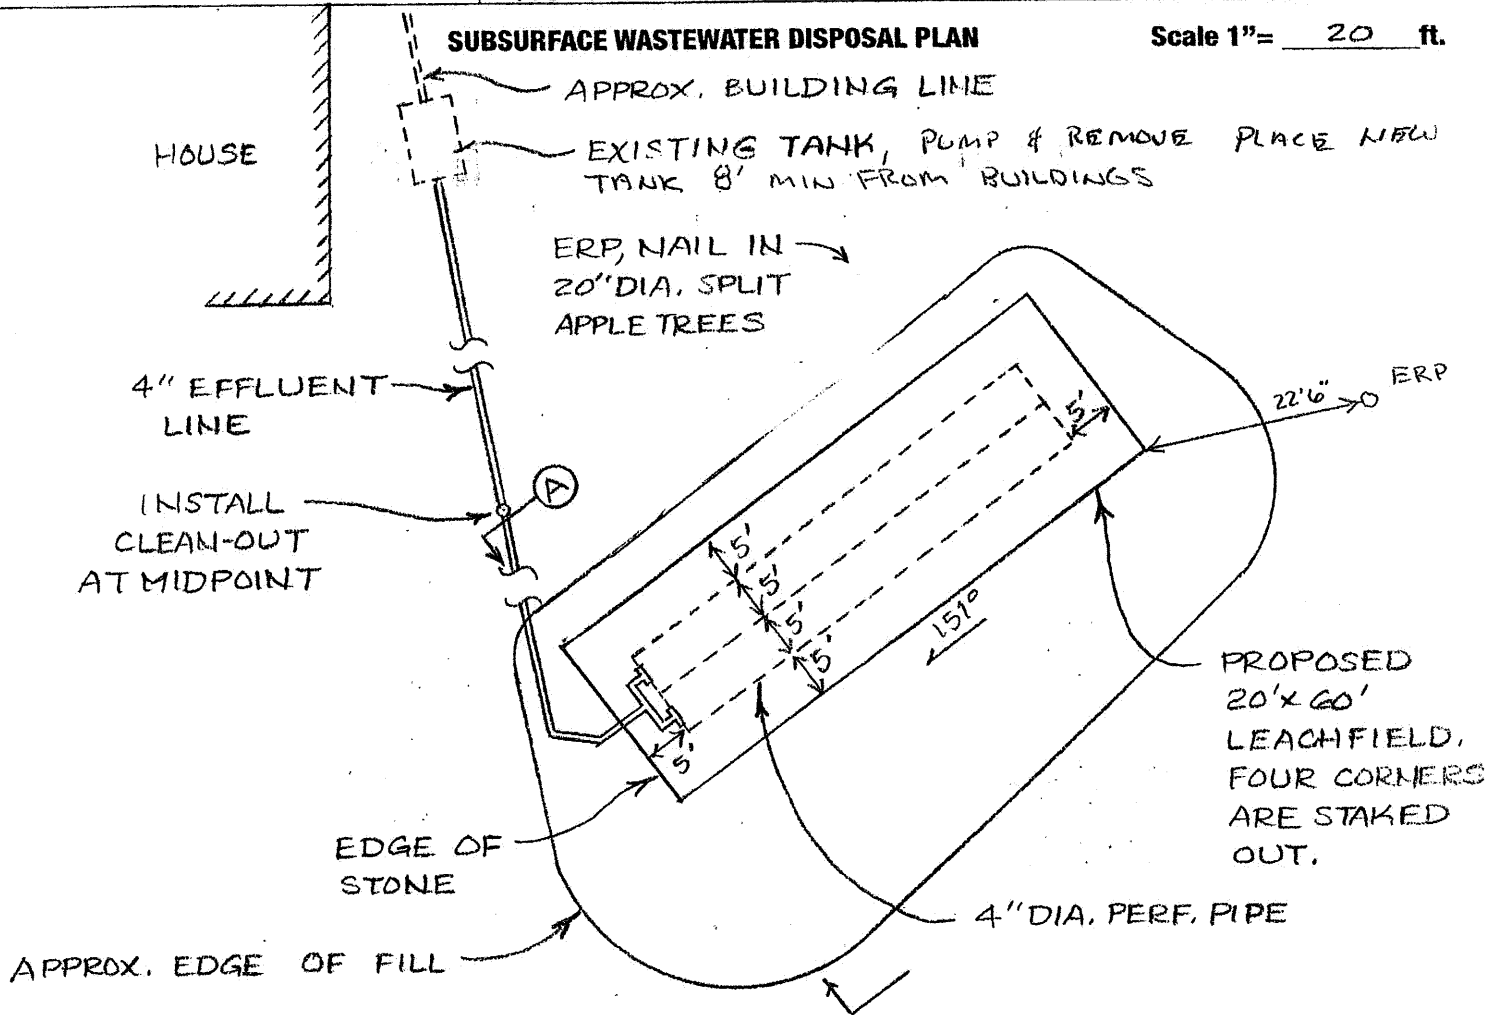 SUBSURFACE WASTEWATER DISPOSAL PLAN
Scale 1"= 20 ft.
APPROX. BUILDING LINE
HOUSE
EXISTING TANK, PUMP & REMOVE PLACE NEW
TANK 8' MIN FROM BUILDINGS
ERP, NAIL IN
20" DIA. SPLIT
APPLE TREES
4" EFFLUENT
LINE
ERP
22'6"
5'
A
INSTALL
CLEAN-OUT
AT MIDPOINT
5'
5'
5'
5'
151°
PROPOSED
20' X 60'
LEACHFIELD.
FOUR CORNERS
ARE STAKED
OUT.
5'
EDGE OF
STONE
4" DIA. PERF. PIPE
APPROX. EDGE OF FILL